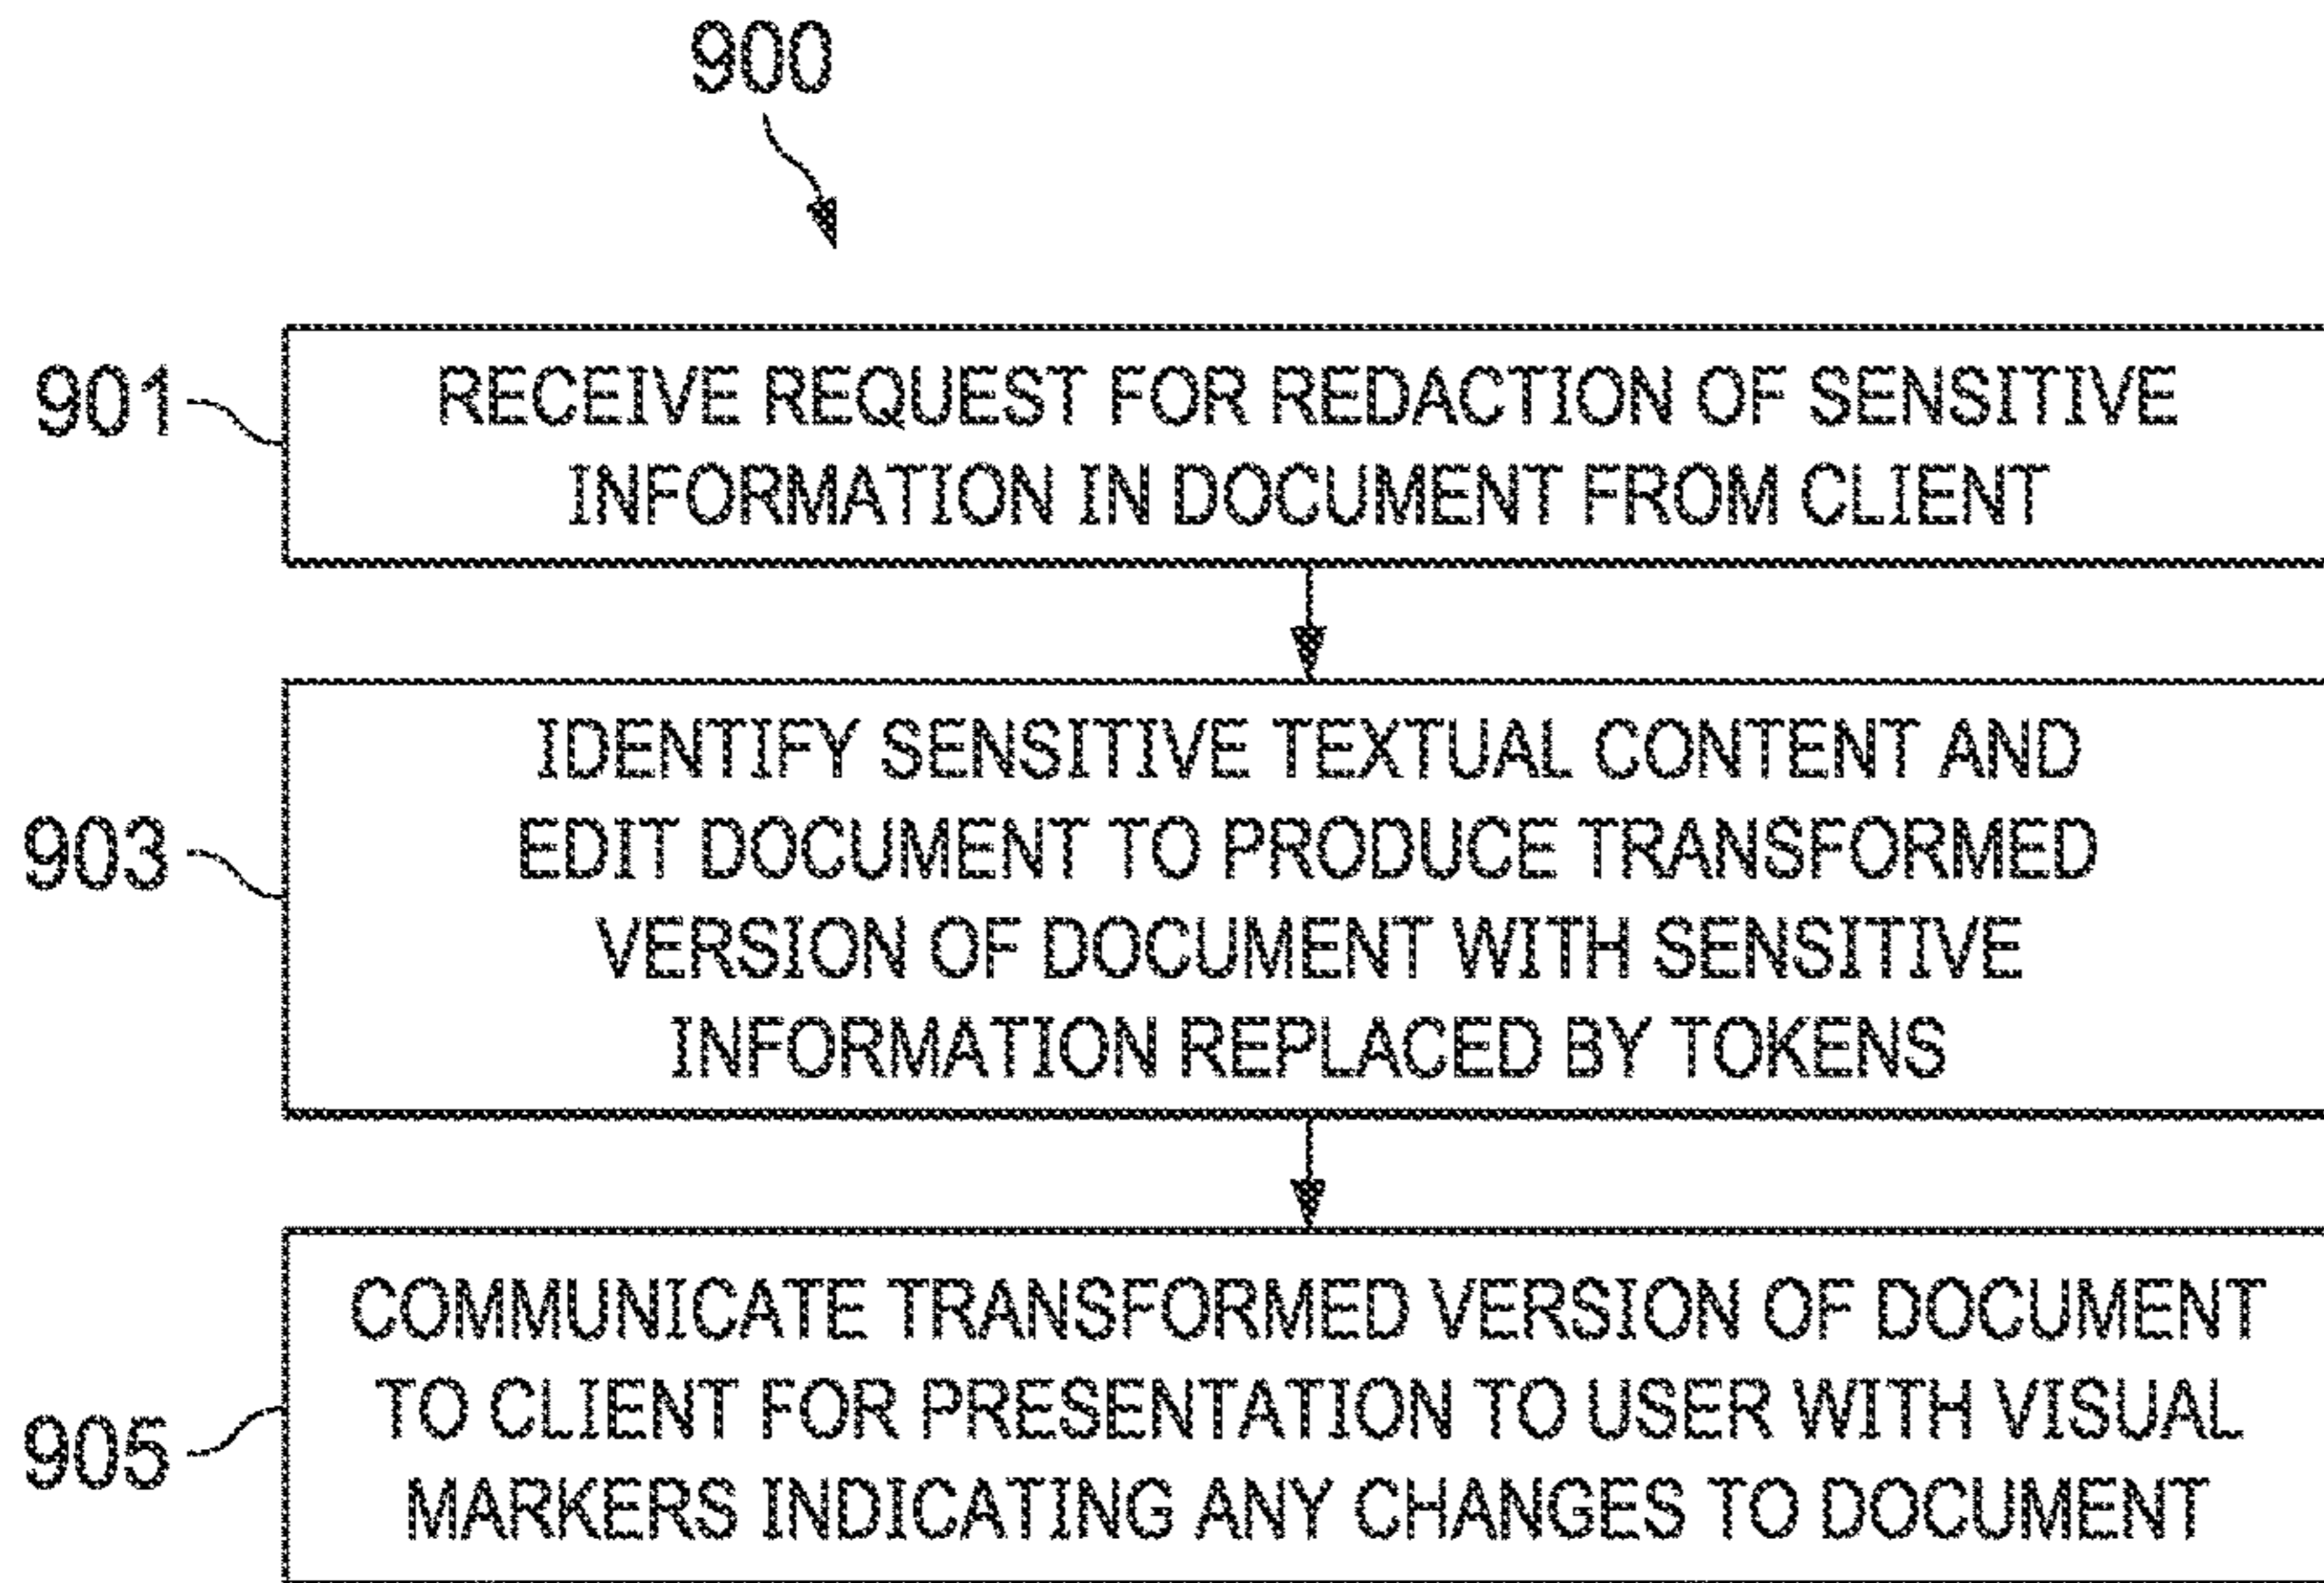 900
901
RECEIVE REQUEST FOR REDACTION OF SENSITIVE
INFORMATION IN DOCUMENT FROM CLIENT
903
IDENTIFY SENSITIVE TEXTUAL CONTENT AND
EDIT DOCUMENT TO PRODUCE TRANSFORMED
VERSION OF DOCUMENT WITH SENSITIVE
INFORMATION REPLACED BY TOKENS
905
COMMUNICATE TRANSFORMED VERSION OF DOCUMENT
TO CLIENT FOR PRESENTATION TO USER WITH VISUAL
MARKERS INDICATING ANY CHANGES TO DOCUMENT